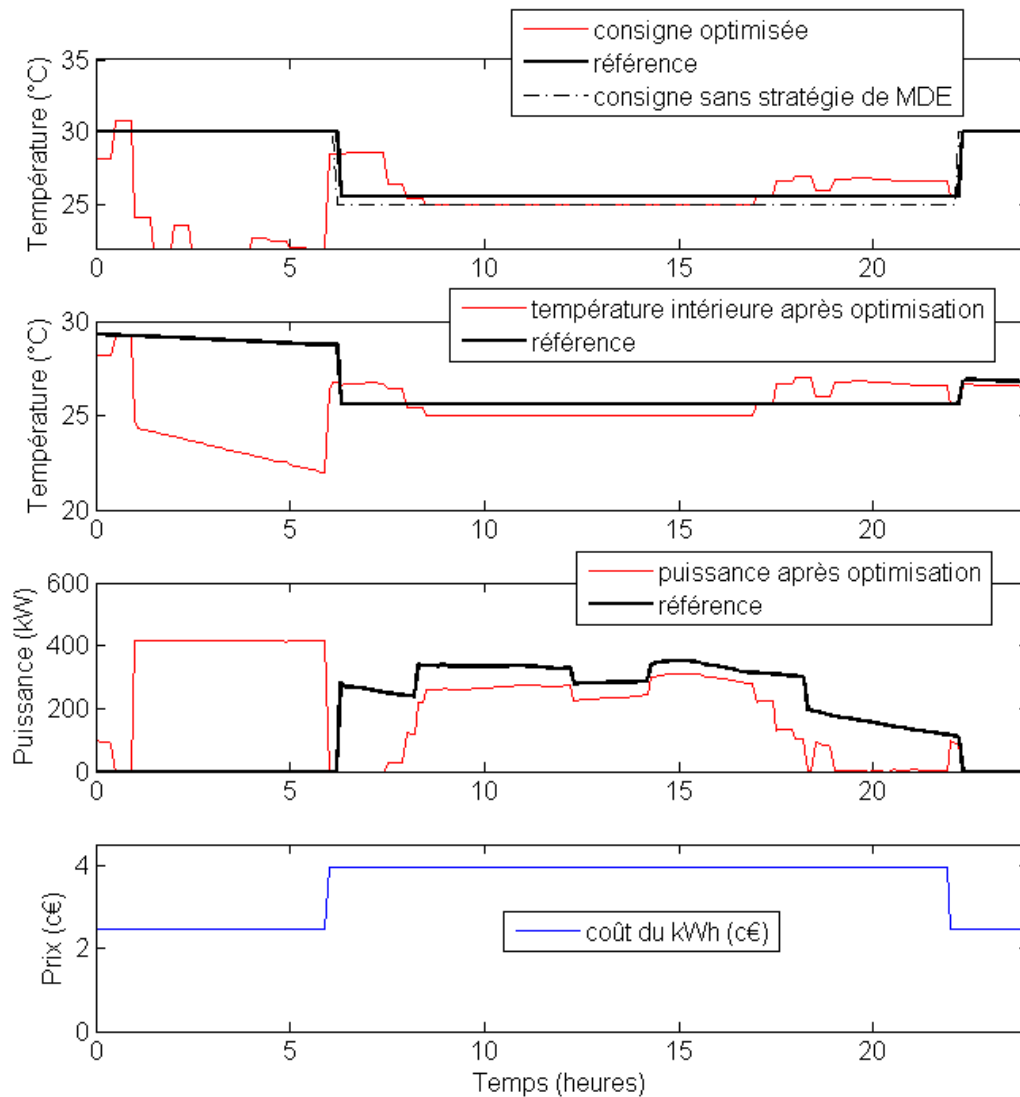 consigne optimisée
référence
consigne sans stratégie de MDE
Température (°C)
35
30
25
0
5
10
15
20
température intérieure après optimisation
référence
Température (°C)
30
25
20
0
5
10
15
20
puissance après optimisation
référence
Puissance (kW)
600
400
200
0
0
5
10
15
20
Prix (c€)
4
2
0
coût du kWh (c€)
0
5
10
15
20
Temps (heures)